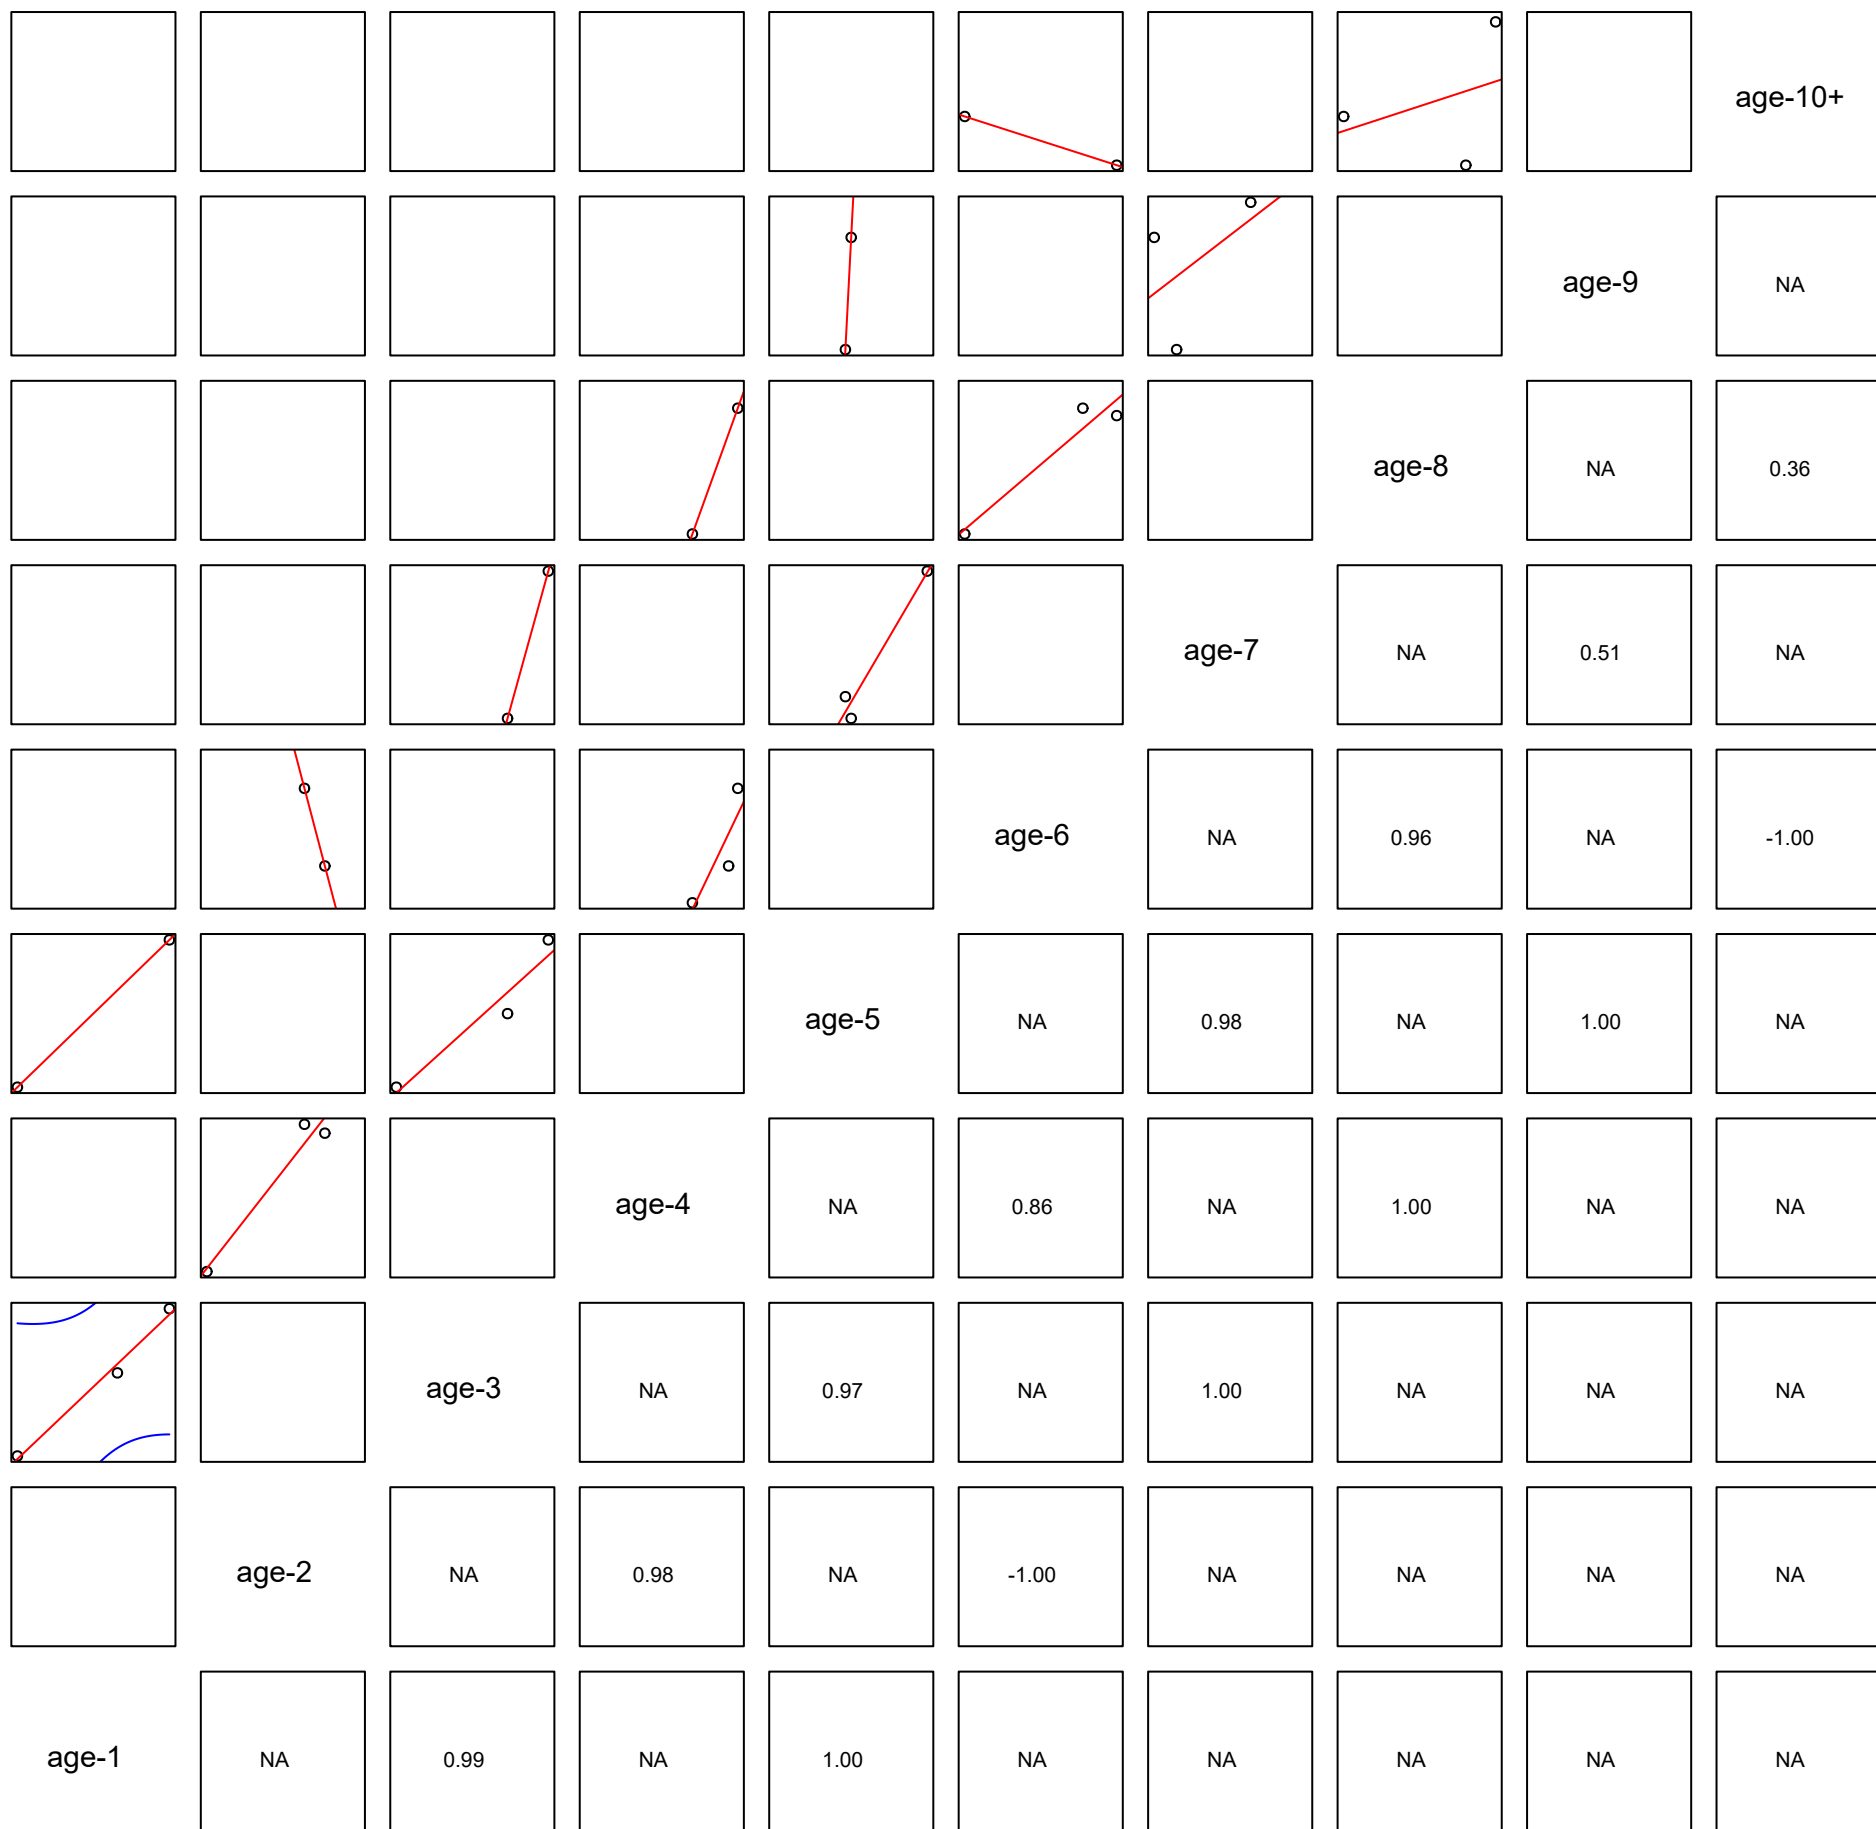 age-10+
age-9 NA
age-8 NA 0.36
age-7 NA 0.51 NA
age-6 NA 0.96 NA -1.00
age-5 NA 0.98 NA 1.00 NA
age-4 NA 0.86 NA 1.00 NA NA
age-3 NA 0.97 NA 1.00 NA NA NA
age-2 NA 0.98 NA -1.00 NA NA NA NA
age-1 NA 0.99 NA 1.00 NA NA NA NA NA